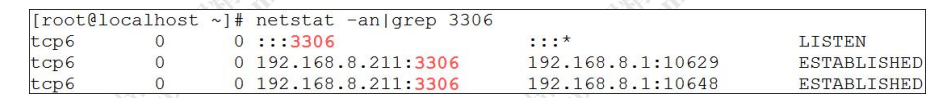 [root@localhost ~]# netstat -an|grep 3306
tcp6 0 0 :::3306 :::* LISTEN
tcp6 0 0 192.168.8.211:3306 192.168.8.1:10629 ESTABLISHED
tcp6 0 0 192.168.8.211:3306 192.168.8.1:10648 ESTABLISHED